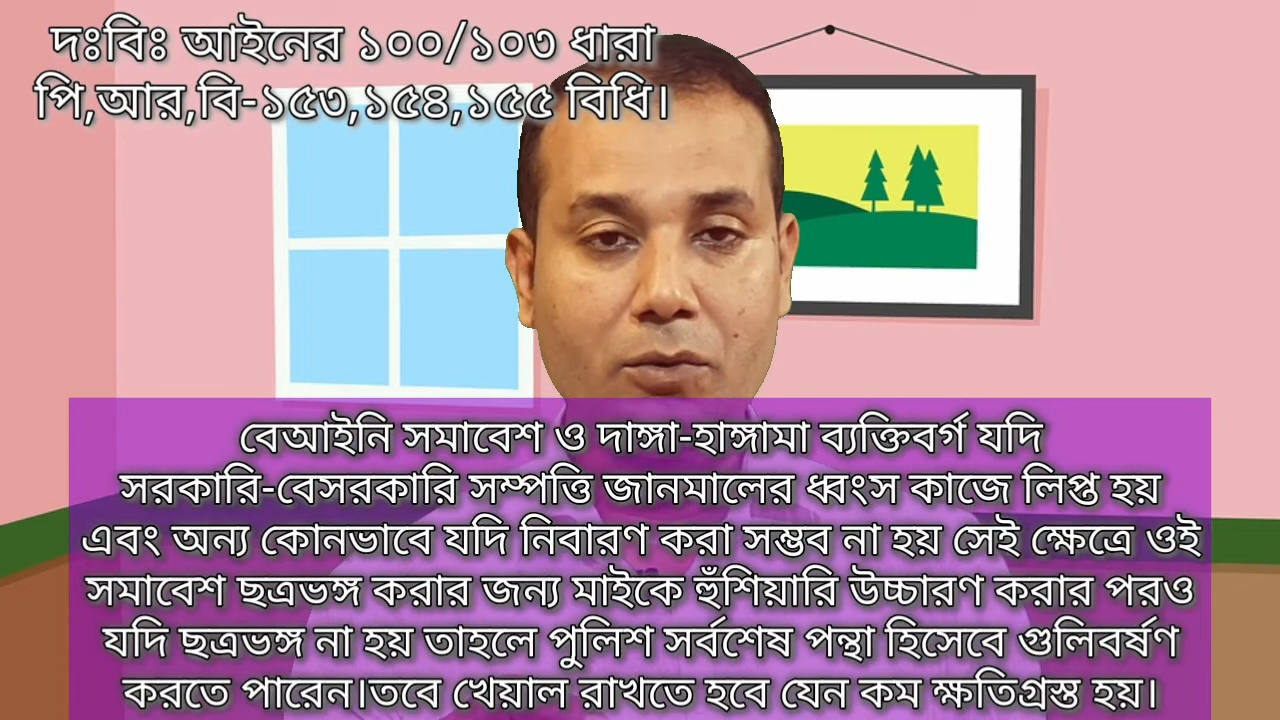 দঃবিঃ আইনের ১০০/১০৩ ধারা
পি,আর,বি-১৫৩,১৫৪,১৫৫ বিধি।
বেআইনি সমাবেশ ও দাঙ্গা-হাঙ্গামা ব্যক্তিবর্গ যদি
সরকারি-বেসরকারি সম্পত্তি জানমালের ধ্বংস কাজে লিপ্ত হয়
এবং অন্য কোনভাবে যদি নিবারণ করা সম্ভব না হয় সেই ক্ষেত্রে ওই
সমাবেশ ছত্রভঙ্গ করার জন্য মাইকে হুঁশিয়ারি উচ্চারণ করার পরও
যদি ছত্রভঙ্গ না হয় তাহলে পুলিশ সর্বশেষ পন্থা হিসেবে গুলিবর্ষণ
করতে পারেন।তবে খেয়াল রাখতে হবে যেন কম ক্ষতিগ্রস্ত হয়।